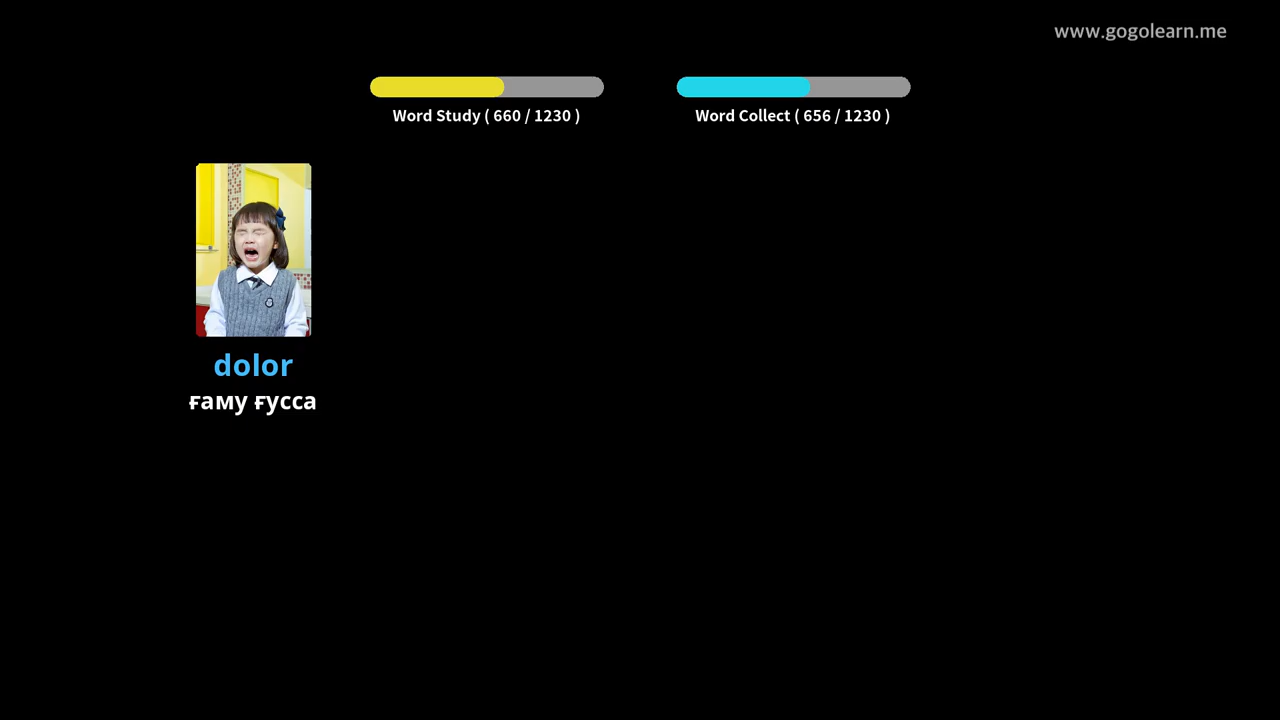 www.gogolearn.me
Word Study ( 660 / 1230 )
Word Collect ( 656 / 1230 )
dolor
ғаму ғусса